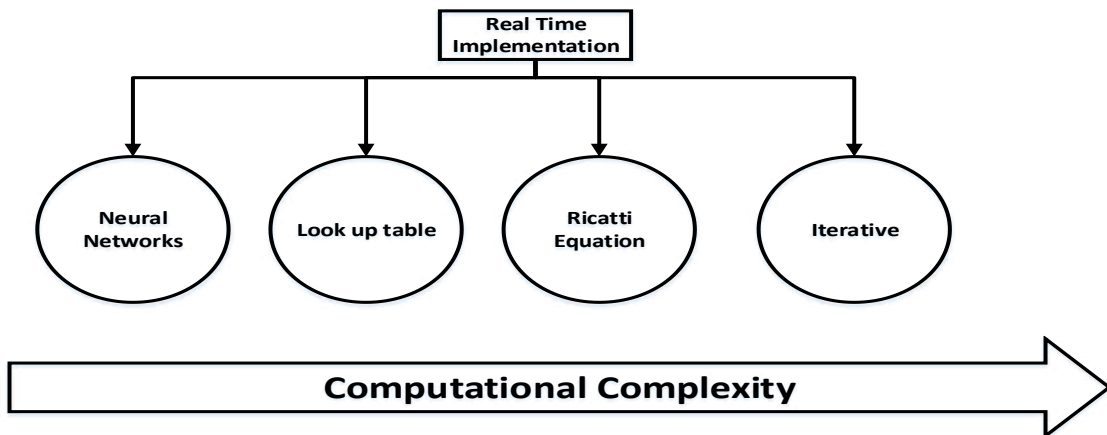 Real Time
Implementation
Neural
Networks
Look up table
Ricatti
Equation
Iterative
Computational Complexity